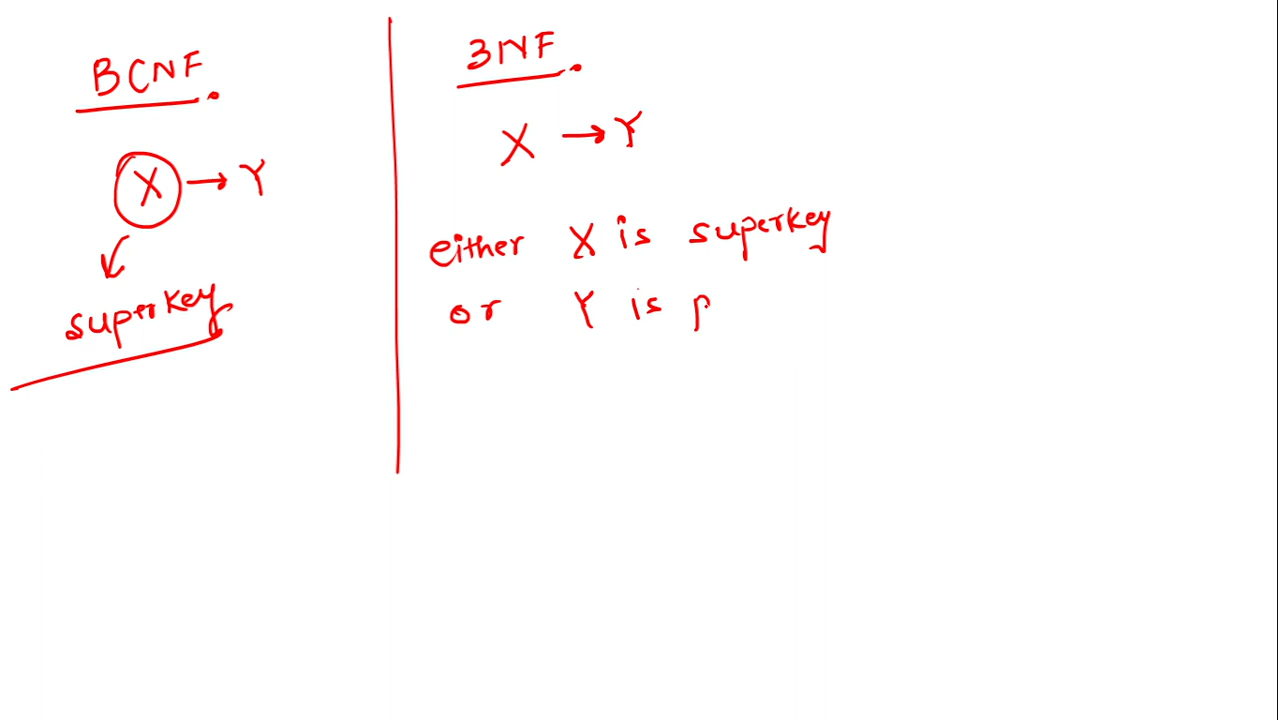 BCNF.
X → Y
superkey
3NF.
X → Y
either X is superkey
or Y is p